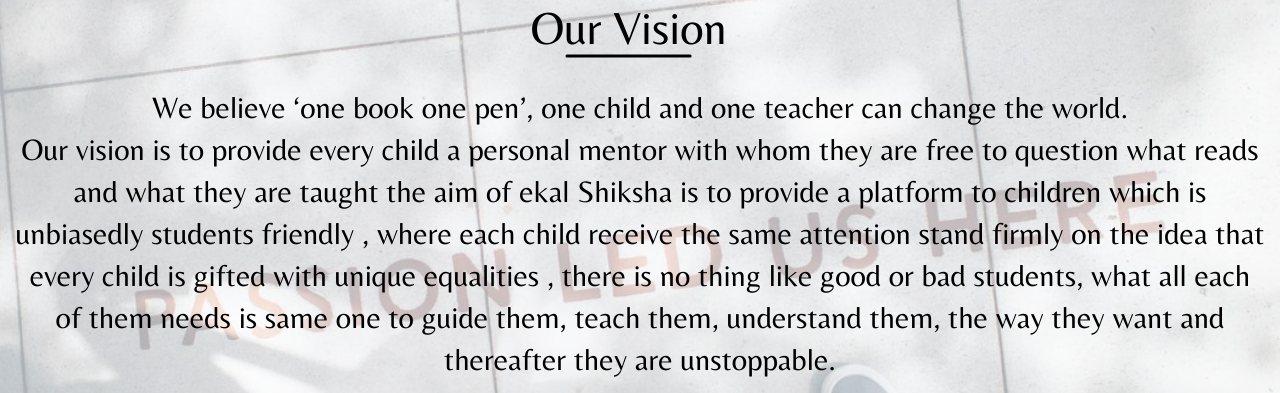 Our Vision
We believe ‘one book one pen’, one child and one teacher can change the world.
Our vision is to provide every child a personal mentor with whom they are free to question what reads
and what they are taught the aim of ekal Shiksha is to provide a platform to children which is
unbiasedly students friendly , where each child receive the same attention stand firmly on the idea that
every child is gifted with unique equalities , there is no thing like good or bad students, what all each
of them needs is same one to guide them, teach them, understand them, the way they want and
thereafter they are unstoppable.
PASSION LED US HERE